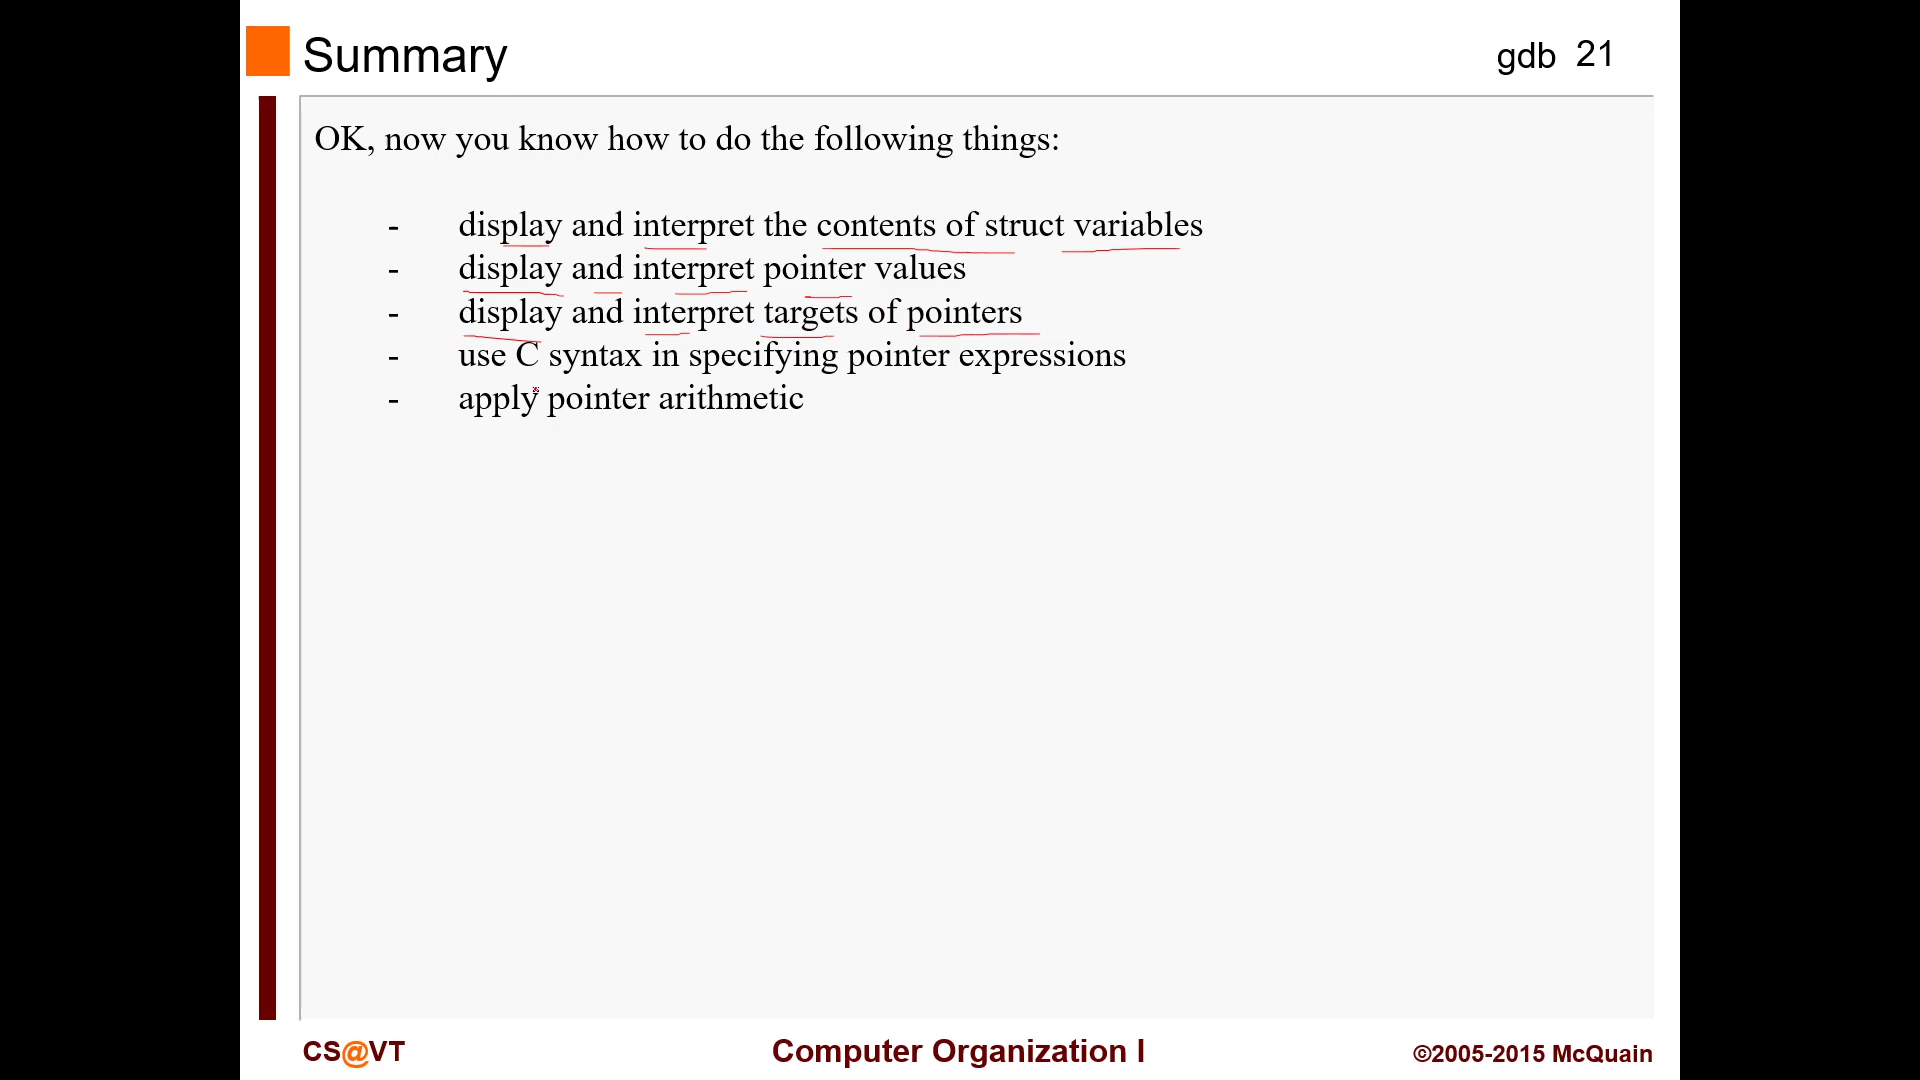 Summary
gdb 21
OK, now you know how to do the following things:
- display and interpret the contents of struct variables
- display and interpret pointer values
- display and interpret targets of pointers
- use C syntax in specifying pointer expressions
- apply pointer arithmetic
CS@VT
Computer Organization I
©2005-2015 McQuain